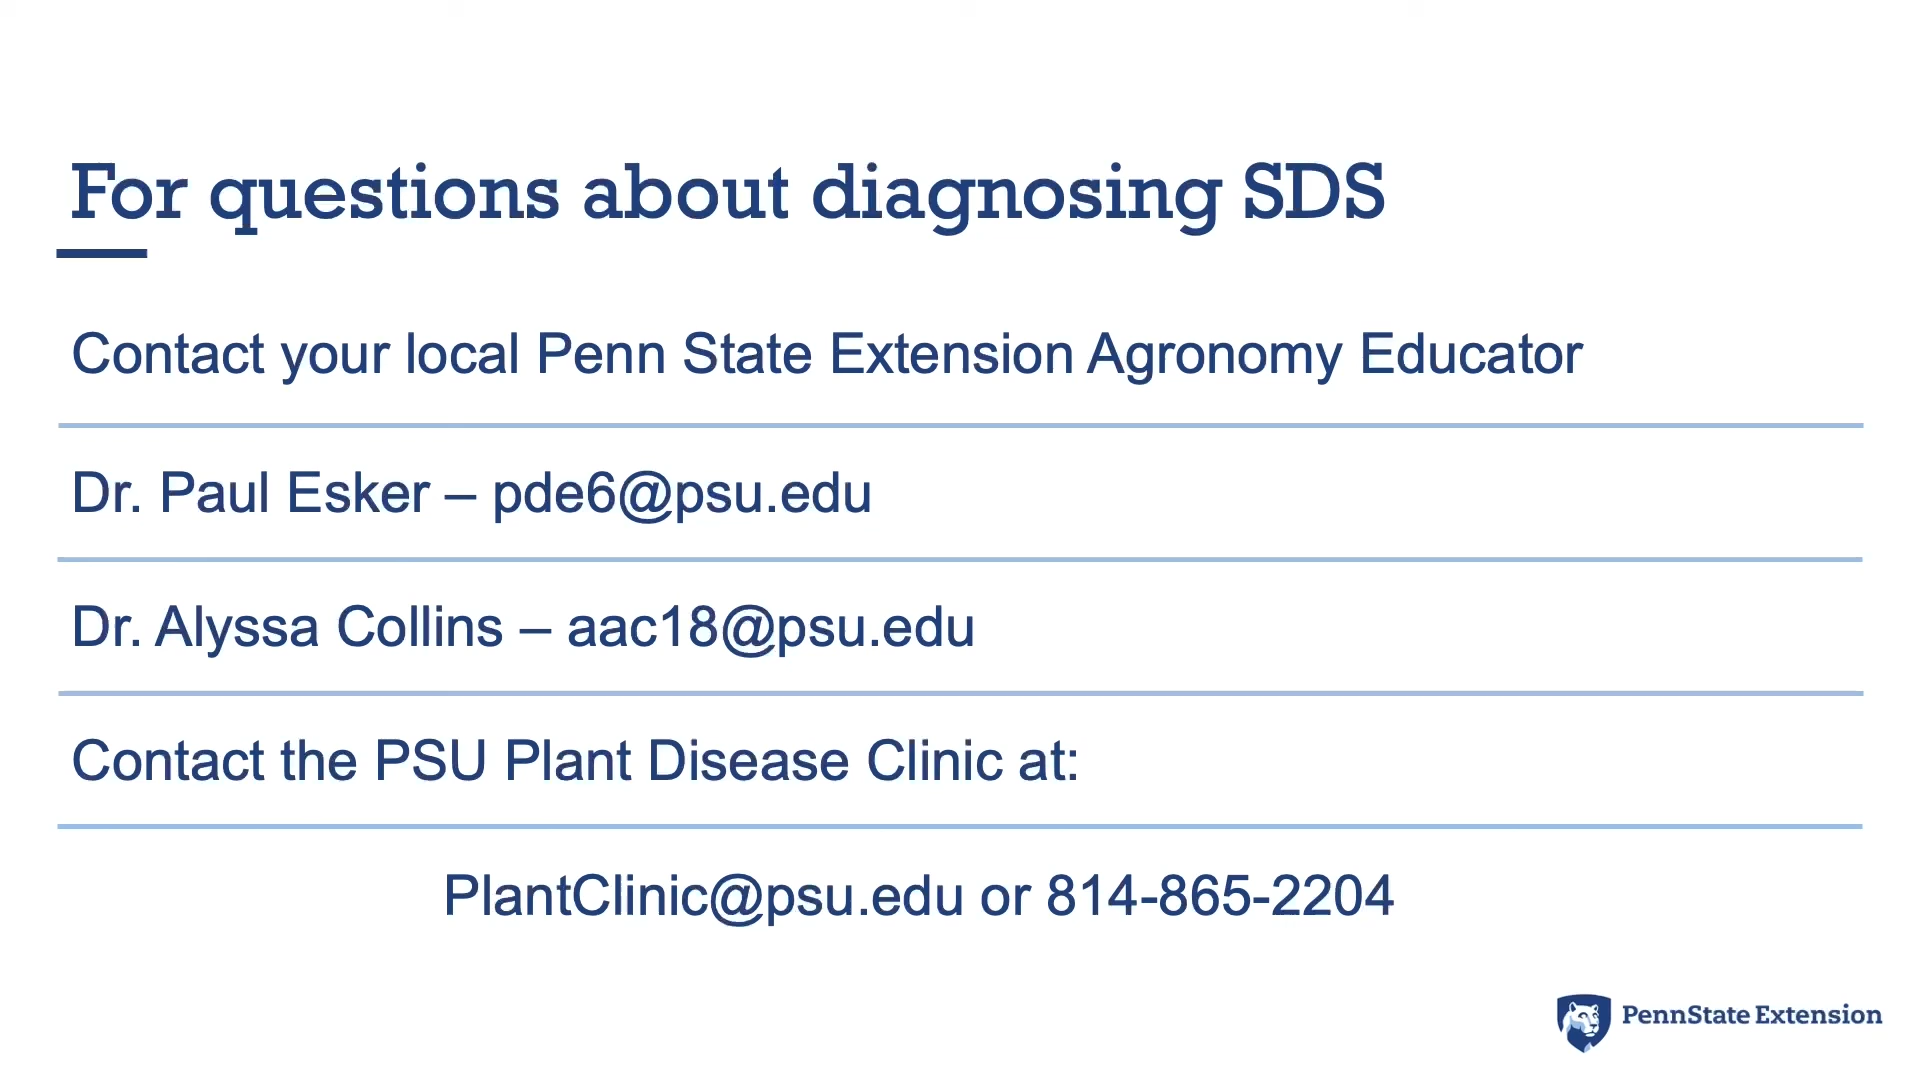 For questions about diagnosing SDS
Contact your local Penn State Extension Agronomy Educator
Dr. Paul Esker – pde6@psu.edu
Dr. Alyssa Collins – aac18@psu.edu
Contact the PSU Plant Disease Clinic at:
PlantClinic@psu.edu or 814-865-2204
PennState Extension